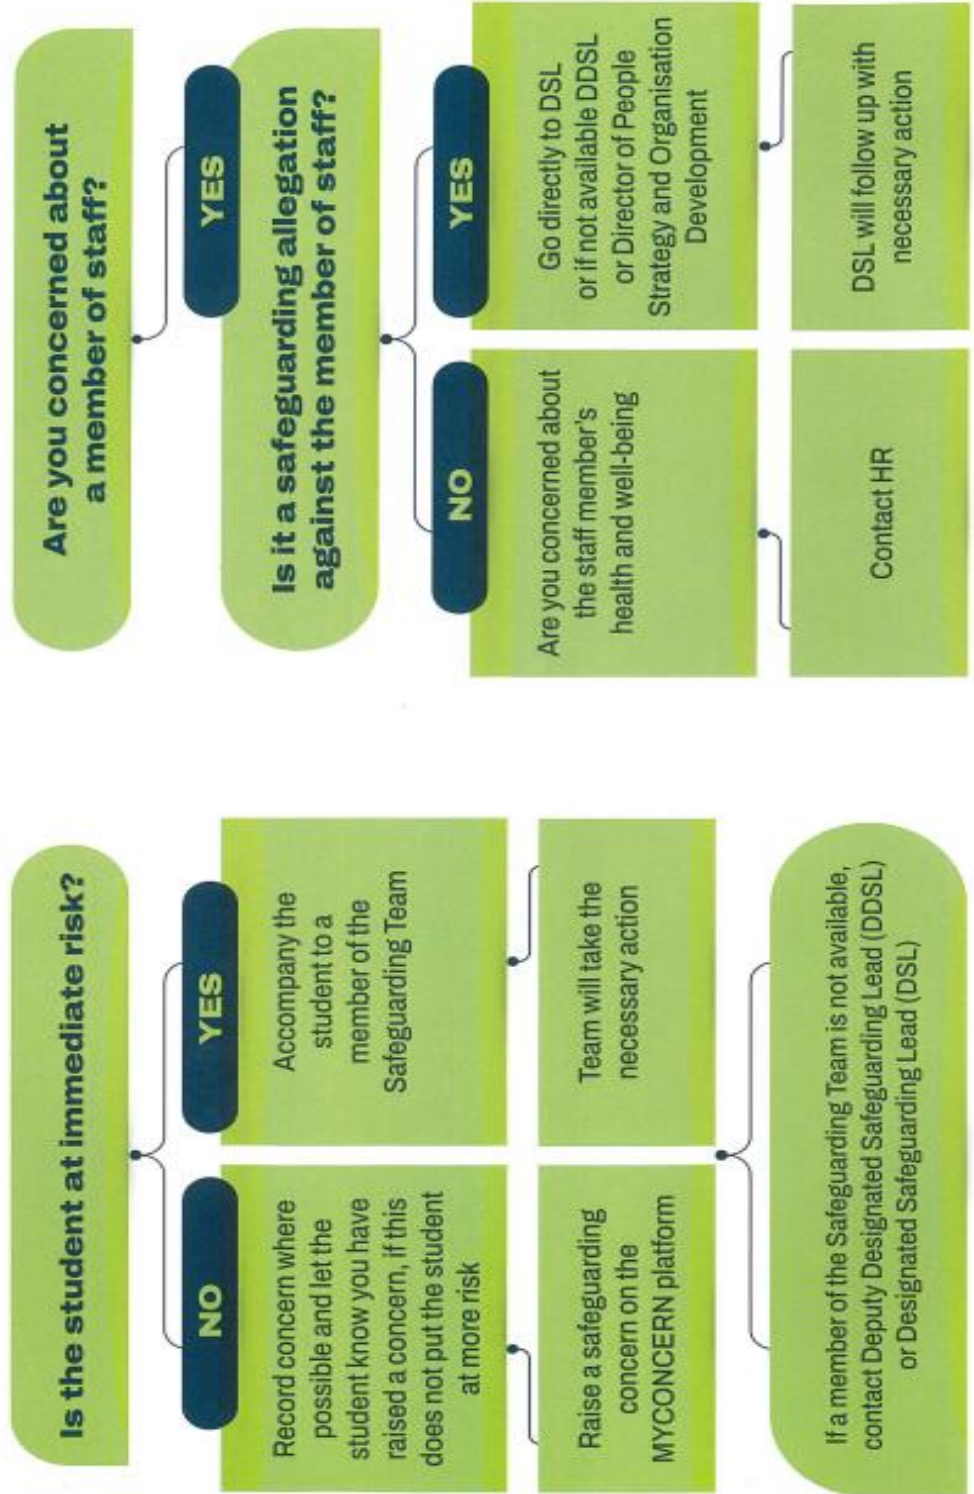 Is the student at immediate risk?
NO
Record concern where
possible and let the
student know you have
raised a concern, if this
does not put the student
at more risk
Raise a safeguarding
concern on the
MYCONCERN platform
YES
Accompany the
student to a
member of the
Safeguarding Team
Team will take the
necessary action
If a member of the Safeguarding Team is not available,
contact Deputy Designated Safeguarding Lead (DDSL)
or Designated Safeguarding Lead (DSL)
Are you concerned about
a member of staff?
YES
Is it a safeguarding allegation
against the member of staff?
NO
Are you concerned about
the staff member's
health and well-being
Contact HR
YES
Go directly to DSL
or if not available DDSL
or Director of People
Strategy and Organisation
Development
DSL will follow up with
necessary action